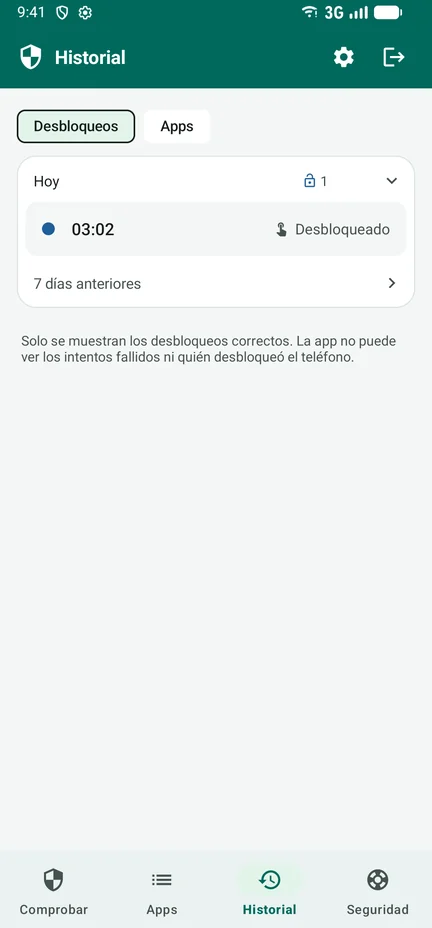 9:41 3G
Historial
Desbloqueos Apps
Hoy 1
03:02 Desbloqueado
7 días anteriores
Solo se muestran los desbloqueos correctos. La app no puede
ver los intentos fallidos ni quién desbloqueó el teléfono.
Comprobar Apps Historial Seguridad